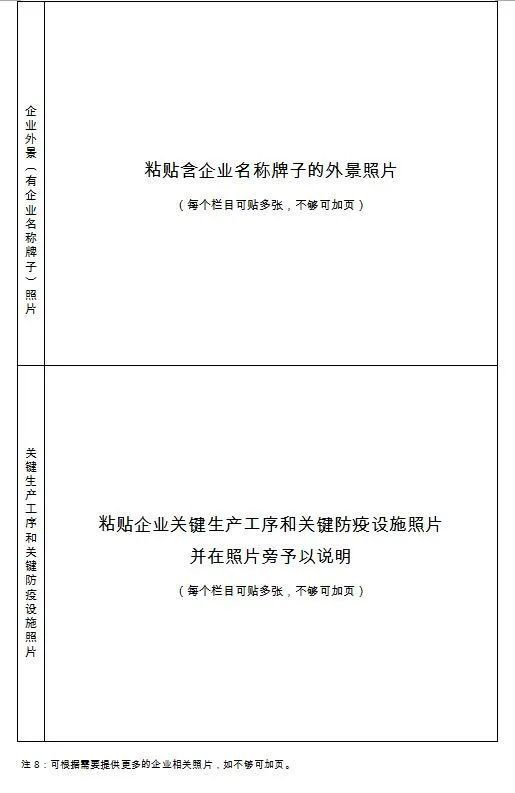 企业外景（有企业名称牌子）照片
粘贴含企业名称牌子的外景照片
（每个栏目可贴多张，不够可加页）
关键生产工序和关键防疫设施照片
粘贴企业关键生产工序和关键防疫设施照片
并在照片旁予以说明
（每个栏目可贴多张，不够可加页）
注 8：可根据需要提供更多的企业相关照片，如不够可加页。